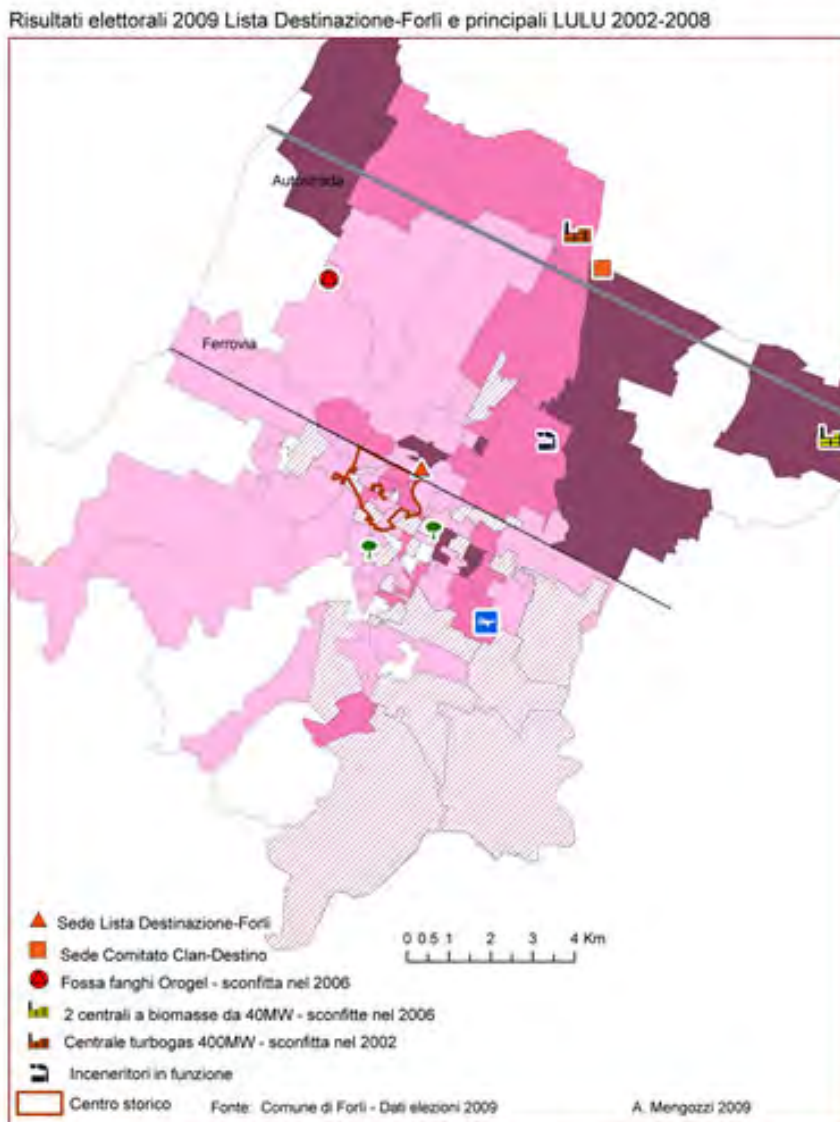 Risultati elettorali 2009 Lista Destinazione-Forlì e principali LULU 2002-2008
Autostrada
Ferrovia
Sede Lista Destinazione-Forlì
0 0.5 1 2 3 4 Km
Sede Comitato Clan-Destino
Fossa fanghi Orogel - sconfitta nel 2006
2 centrali a biomasse da 40MW - sconfitte nel 2006
Centrale turbogas 400MW - sconfitta nel 2002
Inceneritori in funzione
Centro storico Fonte: Comune di Forlì - Dati elezioni 2009 A. Mengozzi 2009